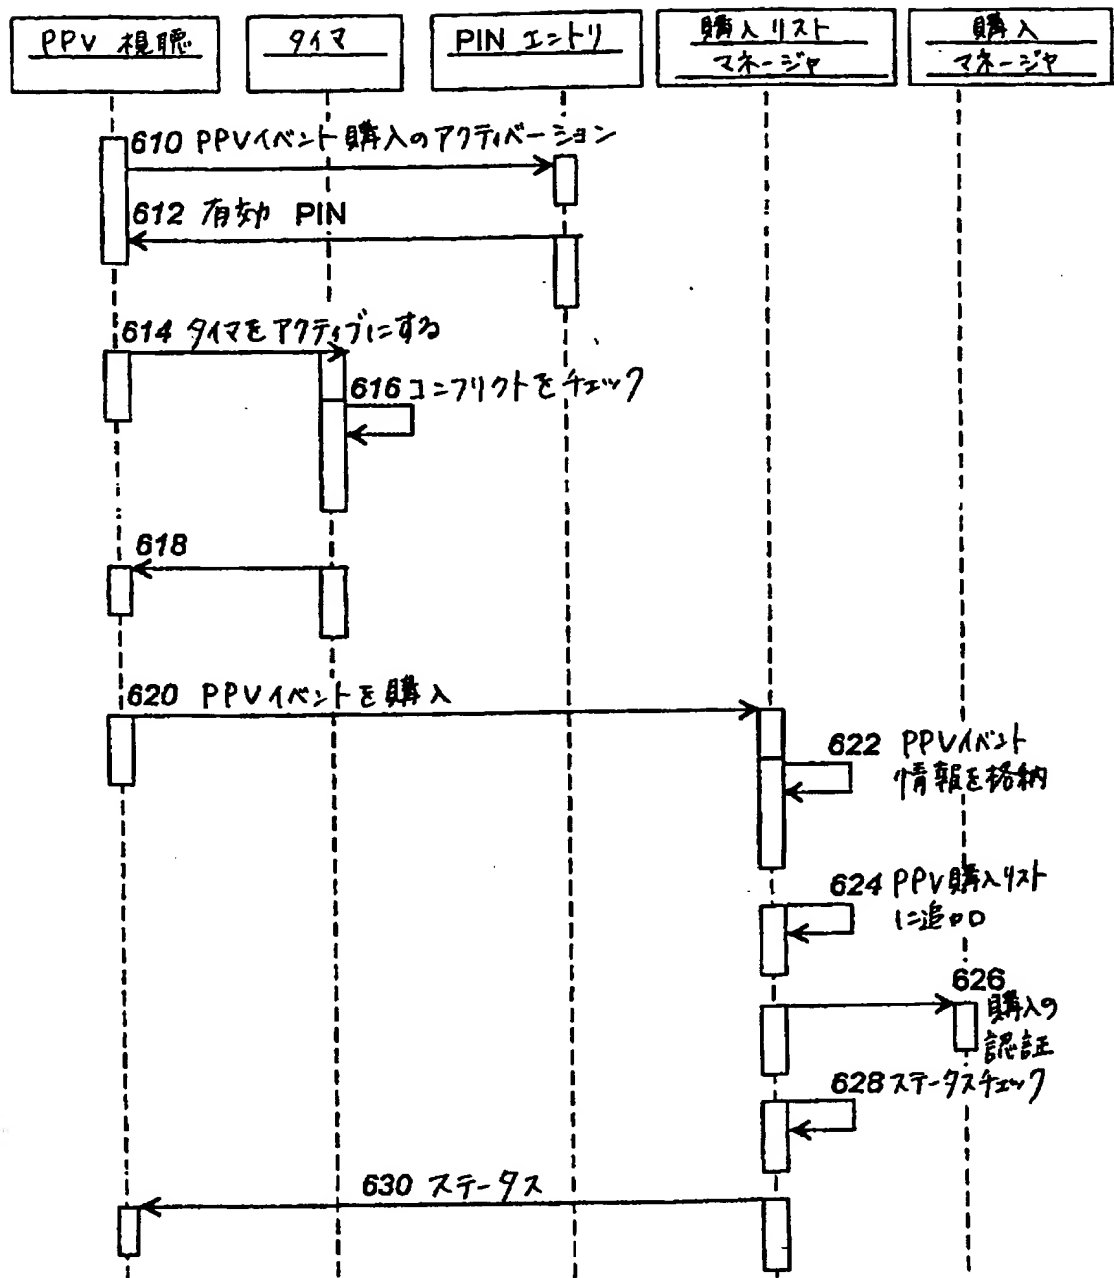 PPV 視聴
タイマ
PIN エントリ
購入リスト
マネージャ
購入
マネージャ
610 PPVイベント購入のアクティベーション
612 有効 PIN
614 タイマをアクティブにする
616 コンフリクトをチェック
618
620 PPVイベントを購入
622 PPVイベント
情報を格納
624 PPV購入リスト
に追加
626
購入の
認証
628 ステータスチェック
630 ステータス